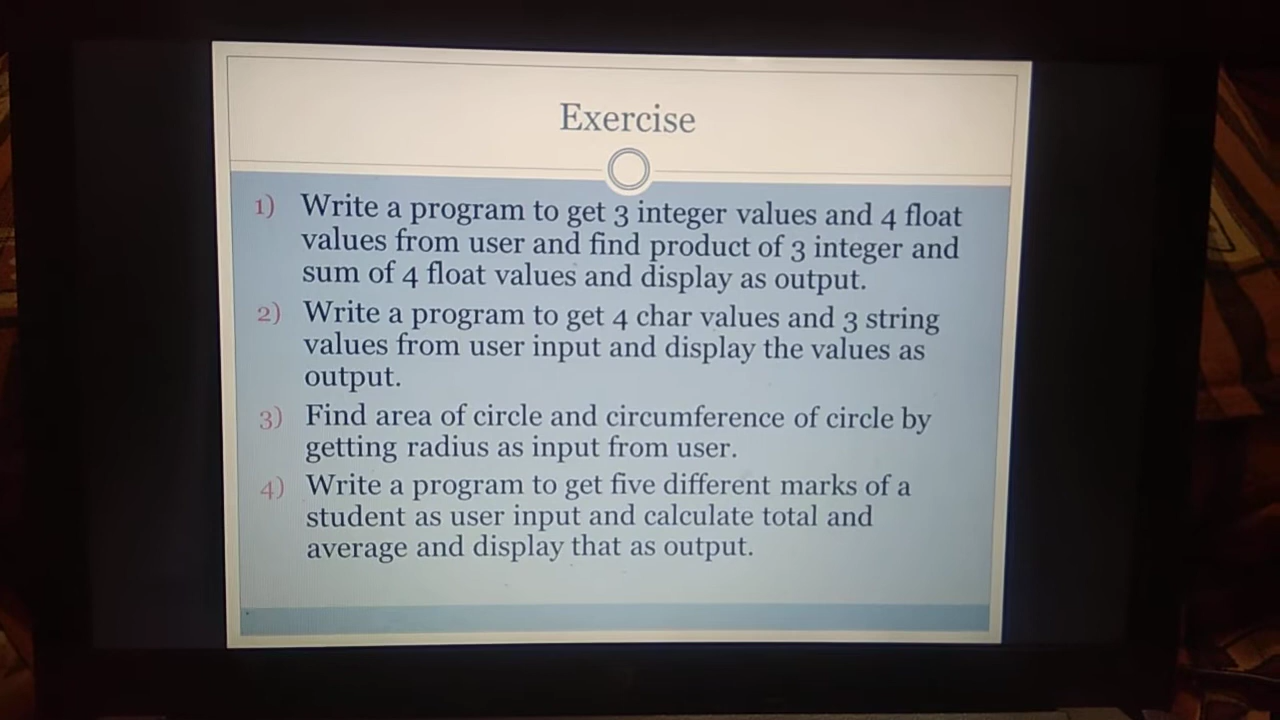 Exercise
1) Write a program to get 3 integer values and 4 float
values from user and find product of 3 integer and
sum of 4 float values and display as output.
2) Write a program to get 4 char values and 3 string
values from user input and display the values as
output.
3) Find area of circle and circumference of circle by
getting radius as input from user.
4) Write a program to get five different marks of a
student as user input and calculate total and
average and display that as output.